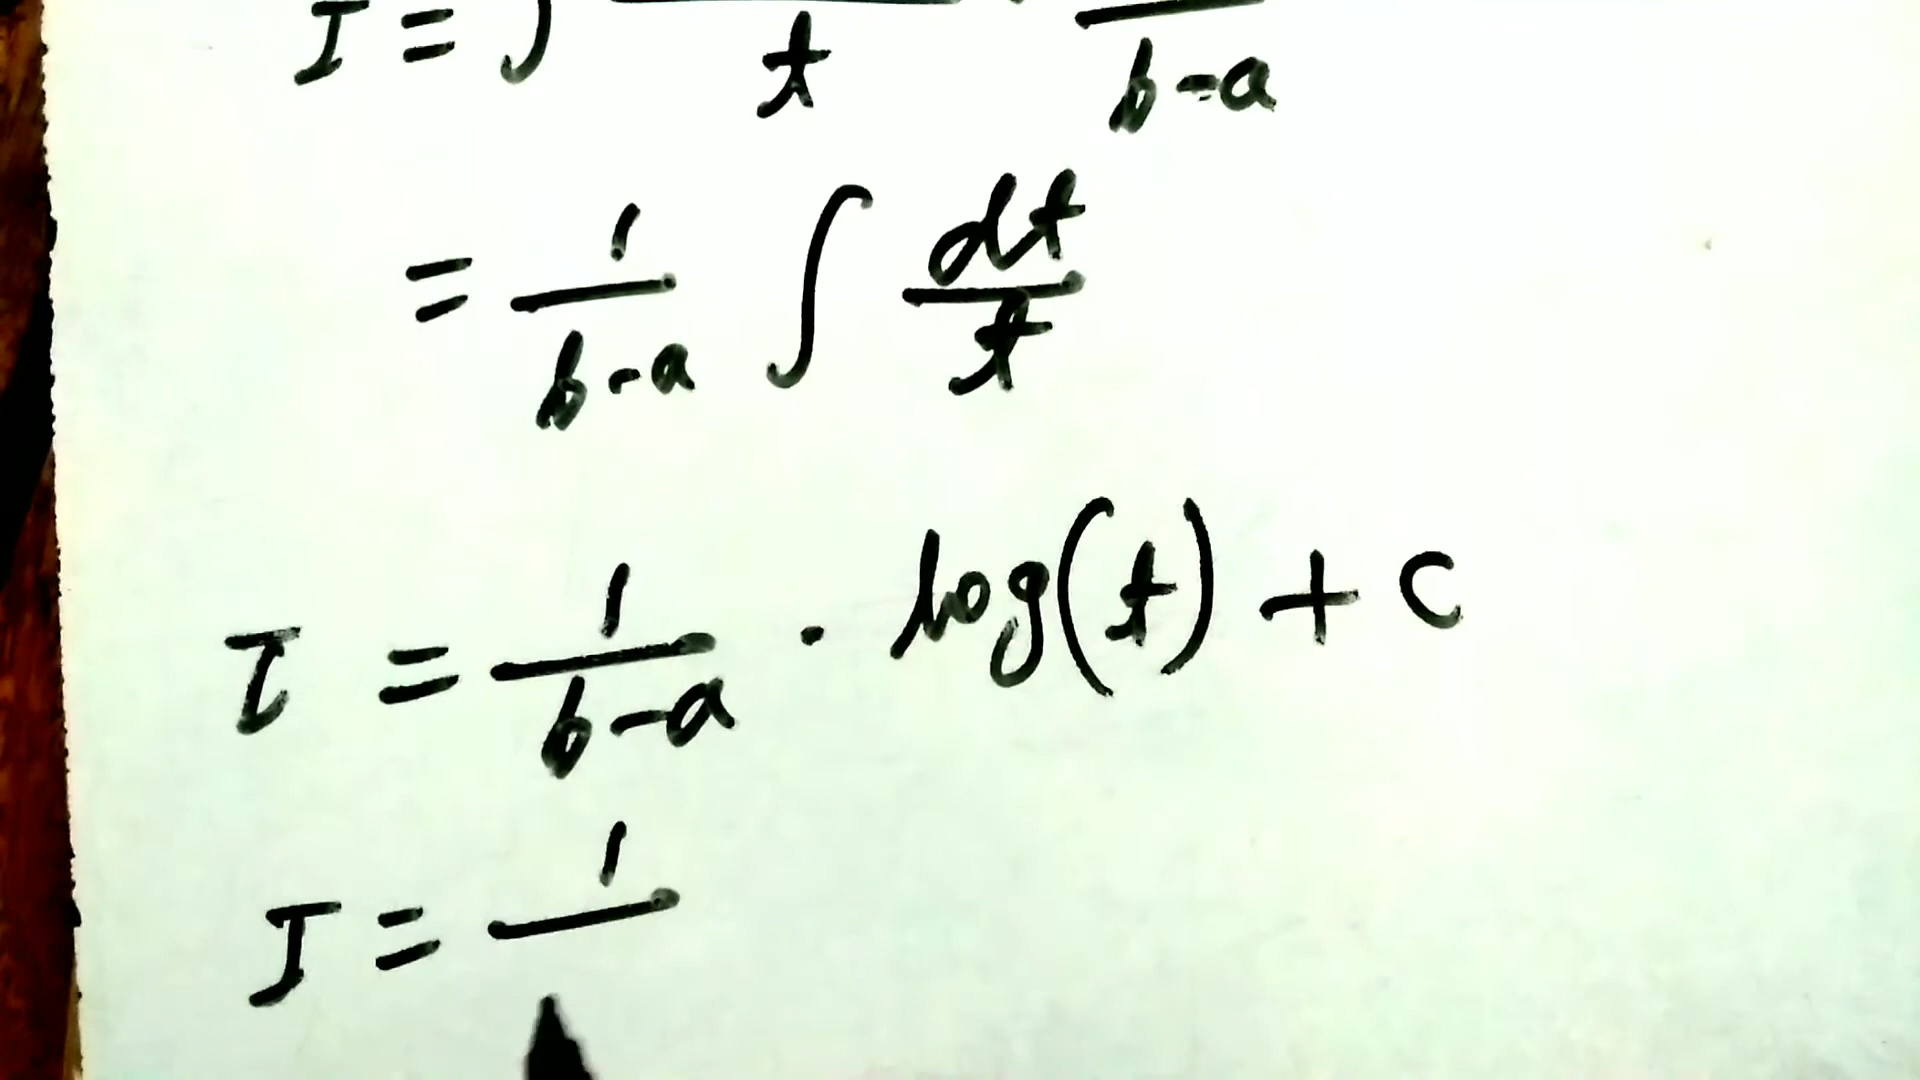 I = ∫ —/t · —/b-a
= 1/b-a ∫ dt/t
I = 1/b-a · log(t) + c
I = 1/